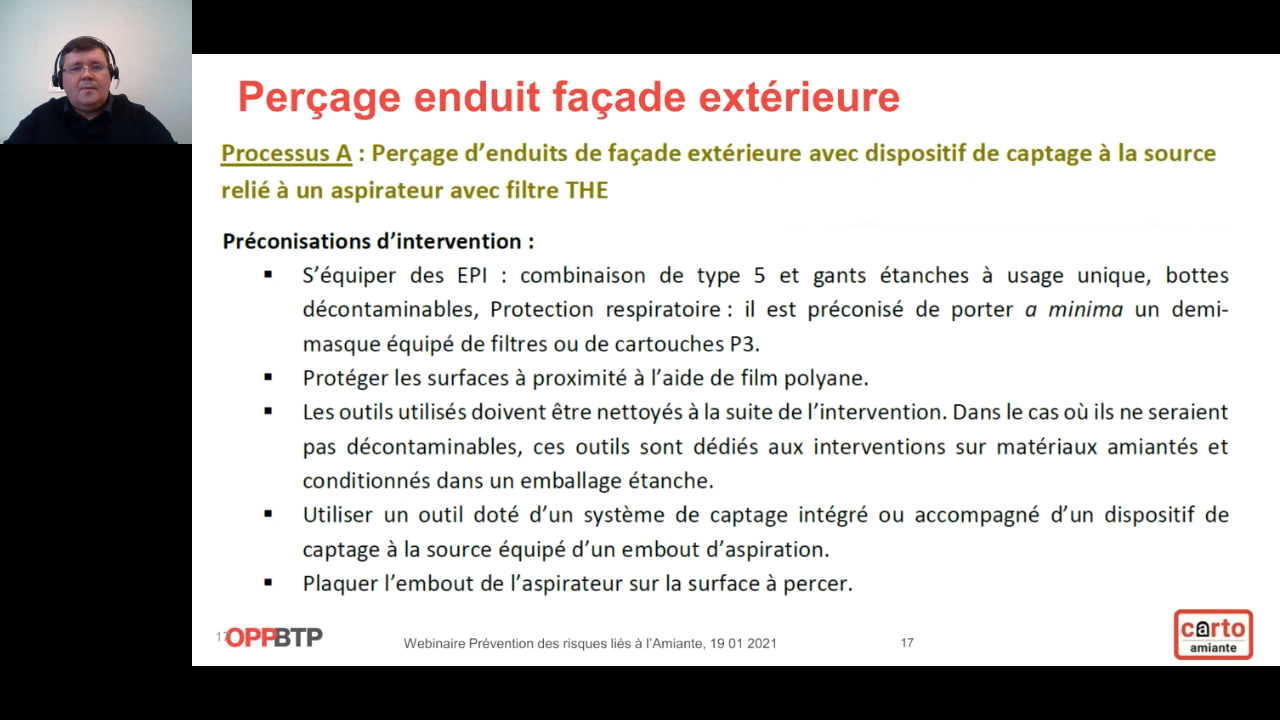 Perçage enduit façade extérieure
Processus A : Perçage d’enduits de façade extérieure avec dispositif de captage à la source
relié à un aspirateur avec filtre THE
Préconisations d’intervention :
▪ S’équiper des EPI : combinaison de type 5 et gants étanches à usage unique, bottes
décontaminables, Protection respiratoire : il est préconisé de porter a minima un demi-
masque équipé de filtres ou de cartouches P3.
▪ Protéger les surfaces à proximité à l’aide de film polyane.
▪ Les outils utilisés doivent être nettoyés à la suite de l’intervention. Dans le cas où ils ne seraient
pas décontaminables, ces outils sont dédiés aux interventions sur matériaux amiantés et
conditionnés dans un emballage étanche.
▪ Utiliser un outil doté d’un système de captage intégré ou accompagné d’un dispositif de
captage à la source équipé d’un embout d’aspiration.
▪ Plaquer l’embout de l’aspirateur sur la surface à percer.
17 OPPBTP
Webinaire Prévention des risques liés à l’Amiante, 19 01 2021
17
carto
amiante